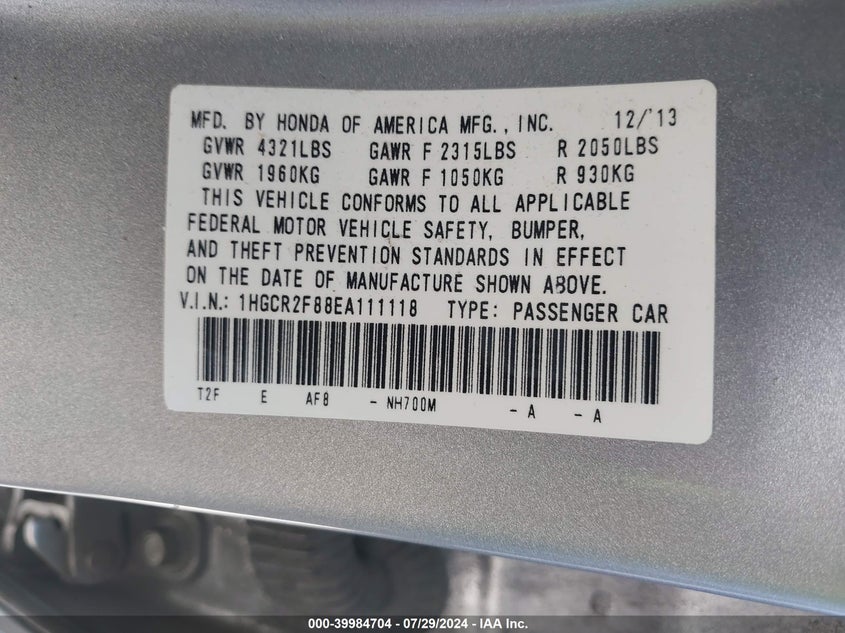 MFD. BY HONDA OF AMERICA MFG., INC. 12/'13
GVWR 4321LBS GAWR F 2315LBS R 2050LBS
GVWR 1960KG GAWR F 1050KG R 930KG
THIS VEHICLE CONFORMS TO ALL APPLICABLE
FEDERAL MOTOR VEHICLE SAFETY, BUMPER,
AND THEFT PREVENTION STANDARDS IN EFFECT
ON THE DATE OF MANUFACTURE SHOWN ABOVE.
V.I.N.: 1HGCR2F88EA111118 TYPE: PASSENGER CAR
T2F E AF8 - NH700M - A - A
000-39984704 - 07/29/2024 - IAA Inc.